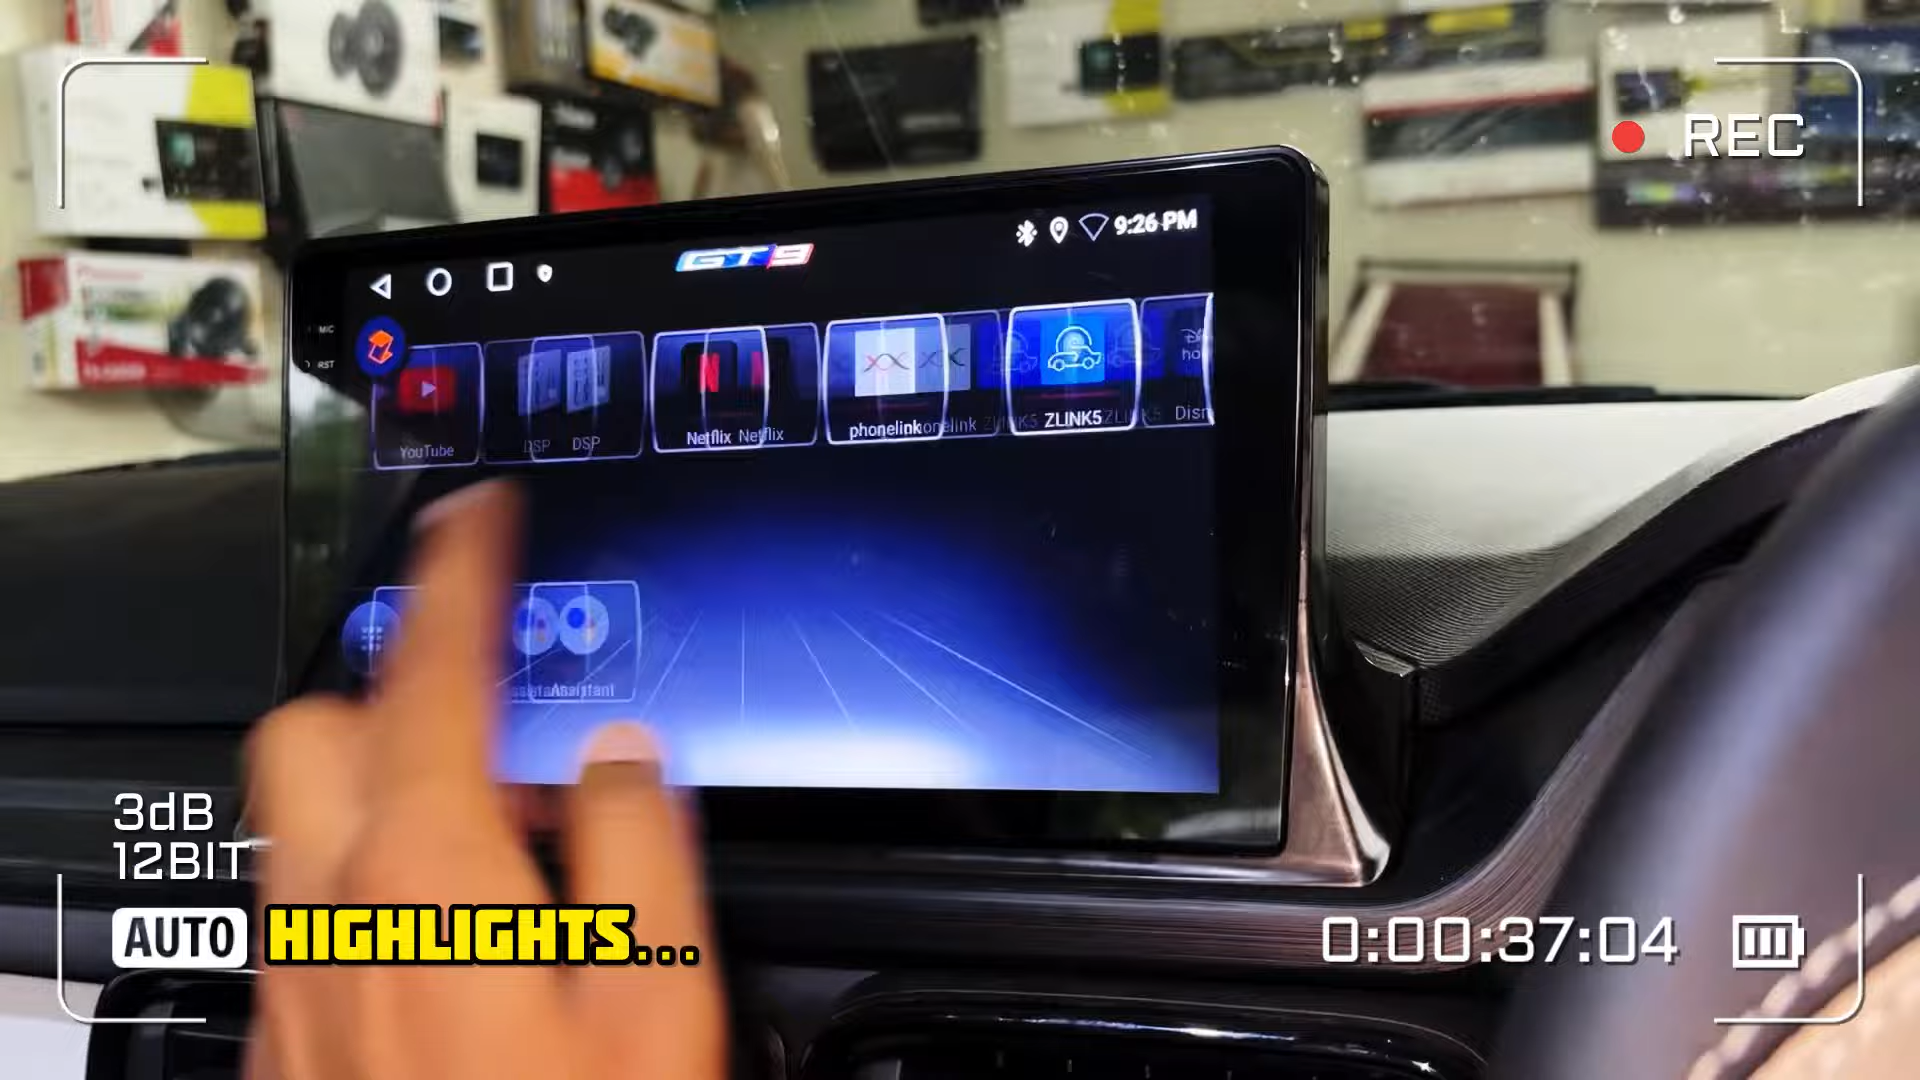 REC
9:26 PM
GT9
MIC
RST
YouTube
DSP DSP
Netflix Netflix
phonelink
ZLINK5
Assistant
3dB
12BIT
AUTO HIGHLIGHTS...
0:00:37:04